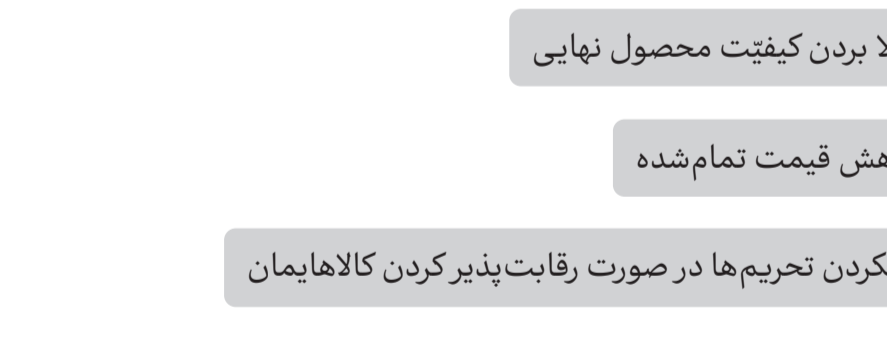 بردن کیفیّت محصول نهایی
قیمت تمام‌شده
تحریم‌ها در صورت رقابت‌پذیر کردن کالاهایمان